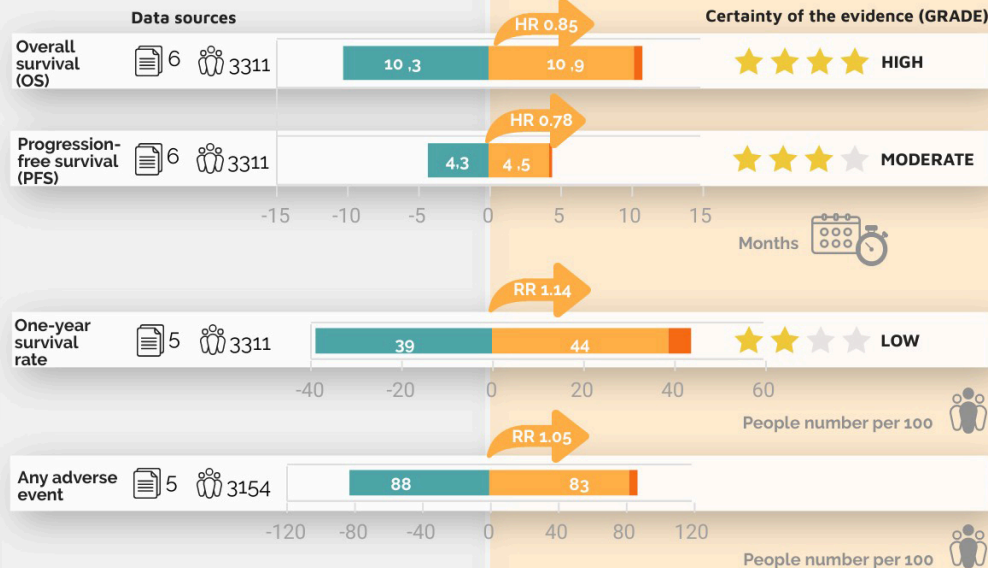 Data sources
Certainty of the evidence (GRADE)
HR 0.85
Overall
survival
(OS)
6
3311
10 ,3
10 ,9
HIGH
HR 0.78
Progression-
free survival
(PFS)
6
3311
4,3
4 ,5
MODERATE
-15 -10 -5 0 5 10 15
Months
RR 1.14
One-year
survival
rate
5
3311
39
44
LOW
-40 -20 0 20 40 60
People number per 100
RR 1.05
Any adverse
event
5
3154
88
83
-120 -80 -40 0 40 80 120
People number per 100